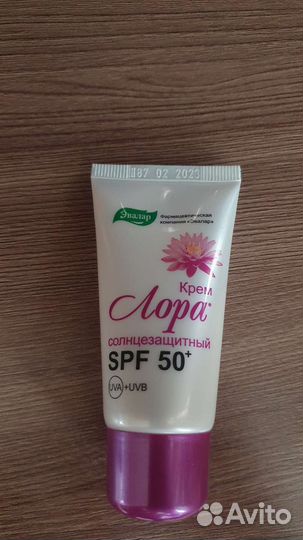 187 02 2023
Эвалар
Фармацевтическая
компания «Эвалар»
Крем
Лора®
солнцезащитный
SPF 50+
UVA +UVB
Avito